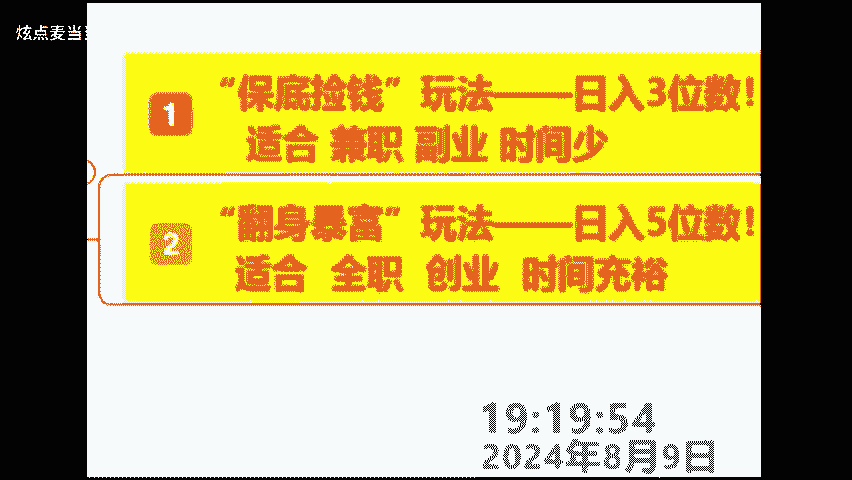 炫点麦当
1 “保底捡钱”玩法——日入3位数！
适合 兼职 副业 时间少
2 “翻身暴富”玩法——日入5位数！
适合 全职 创业 时间充裕
19:19:54
2024年8月9日